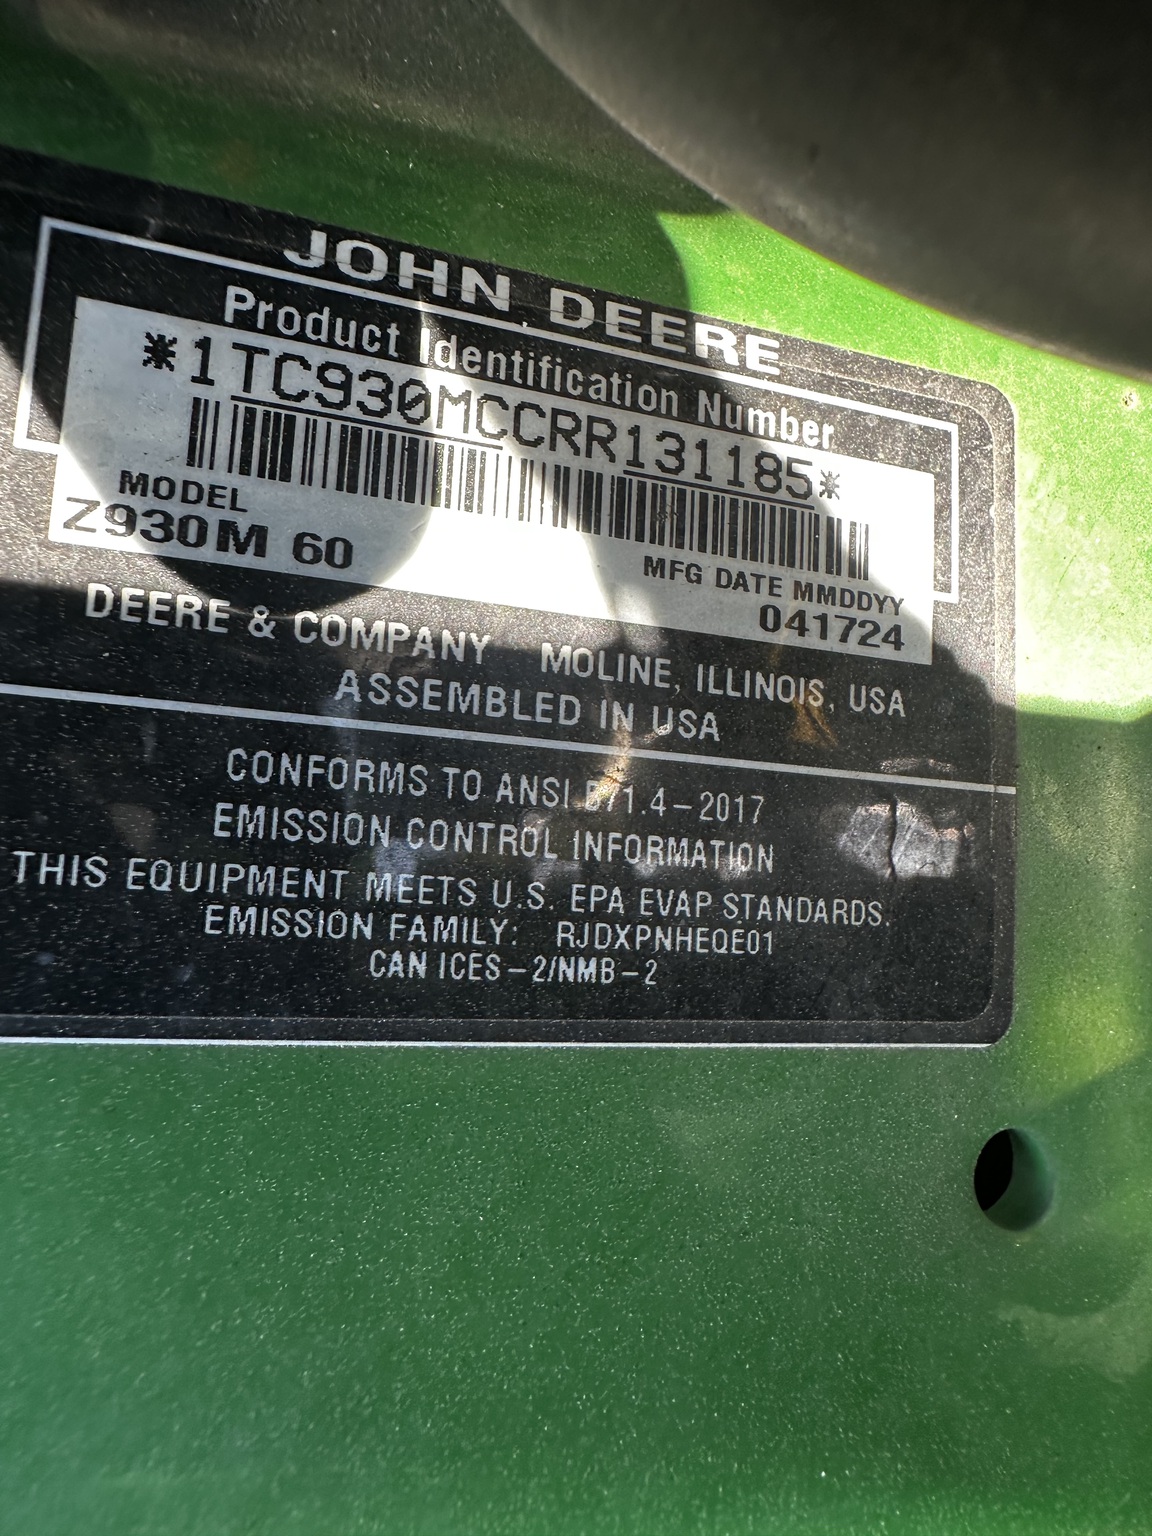 JOHN DEERE
Product Identification Number
*1TC930MCCRR131185*
MODEL
Z930M 60
MFG DATE MMDDYY
041724
DEERE & COMPANY MOLINE, ILLINOIS, USA
ASSEMBLED IN USA
CONFORMS TO ANSI B71.4-2017
EMISSION CONTROL INFORMATION
THIS EQUIPMENT MEETS U.S. EPA EVAP STANDARDS.
EMISSION FAMILY: RJDXPNHEQE01
CAN ICES-2/NMB-2